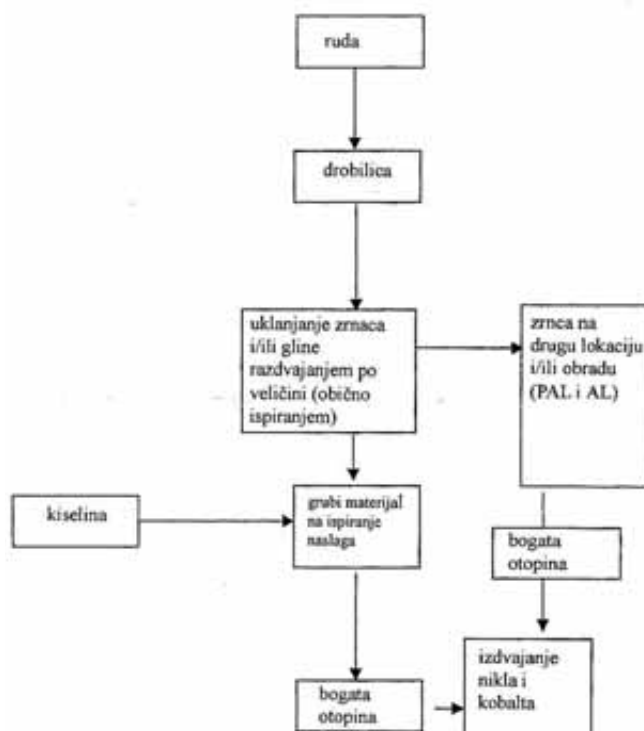 ruda
drobilica
uklanjanje zrnaca
i/ili gline
razdvajanjem po
veličini (obično
ispiranjem)
zrnca na
drugu lokaciju
i/ili obradu
(PAL i AL)
kiselina
grubi materijal
na ispiranje
naslaga
bogata
otopina
bogata
otopina
izdvajanje
nikla i
kobalta